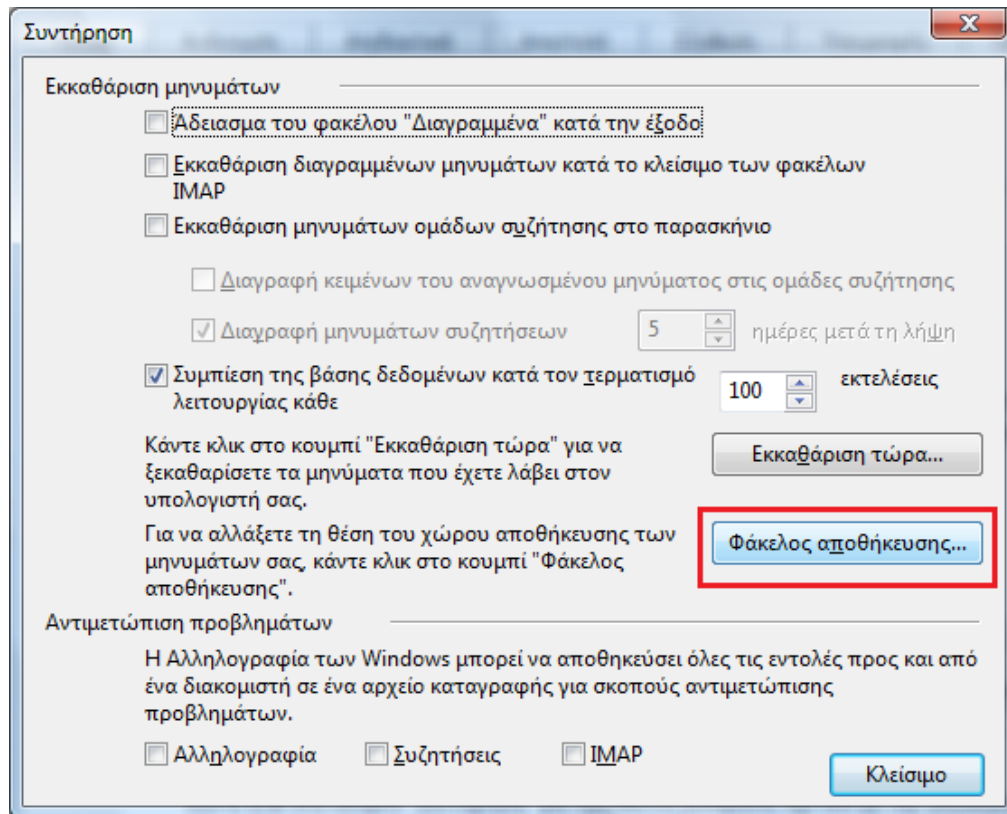 Συντήρηση
Εκκαθάριση μηνυμάτων
Άδειασμα του φακέλου "Διαγραμμένα" κατά την έξοδο
Εκκαθάριση διαγραμμένων μηνυμάτων κατά το κλείσιμο των φακέλων
IMAP
Εκκαθάριση μηνυμάτων ομάδων συζήτησης στο παρασκήνιο
Διαγραφή κειμένων του αναγνωσμένου μηνύματος στις ομάδες συζήτησης
Διαγραφή μηνυμάτων συζητήσεων 5 ημέρες μετά τη λήψη
Συμπίεση της βάσης δεδομένων κατά τον τερματισμό
λειτουργίας κάθε
100 εκτελέσεις
Κάντε κλικ στο κουμπί "Εκκαθάριση τώρα" για να
ξεκαθαρίσετε τα μηνύματα που έχετε λάβει στον
υπολογιστή σας.
Εκκαθάριση τώρα...
Για να αλλάξετε τη θέση του χώρου αποθήκευσης των
μηνυμάτων σας, κάντε κλικ στο κουμπί "Φάκελος
αποθήκευσης".
Φάκελος αποθήκευσης...
Αντιμετώπιση προβλημάτων
Η Αλληλογραφία των Windows μπορεί να αποθηκεύσει όλες τις εντολές προς και από
ένα διακομιστή σε ένα αρχείο καταγραφής για σκοπούς αντιμετώπισης
προβλημάτων.
Αλληλογραφία Συζητήσεις IMAP
Κλείσιμο